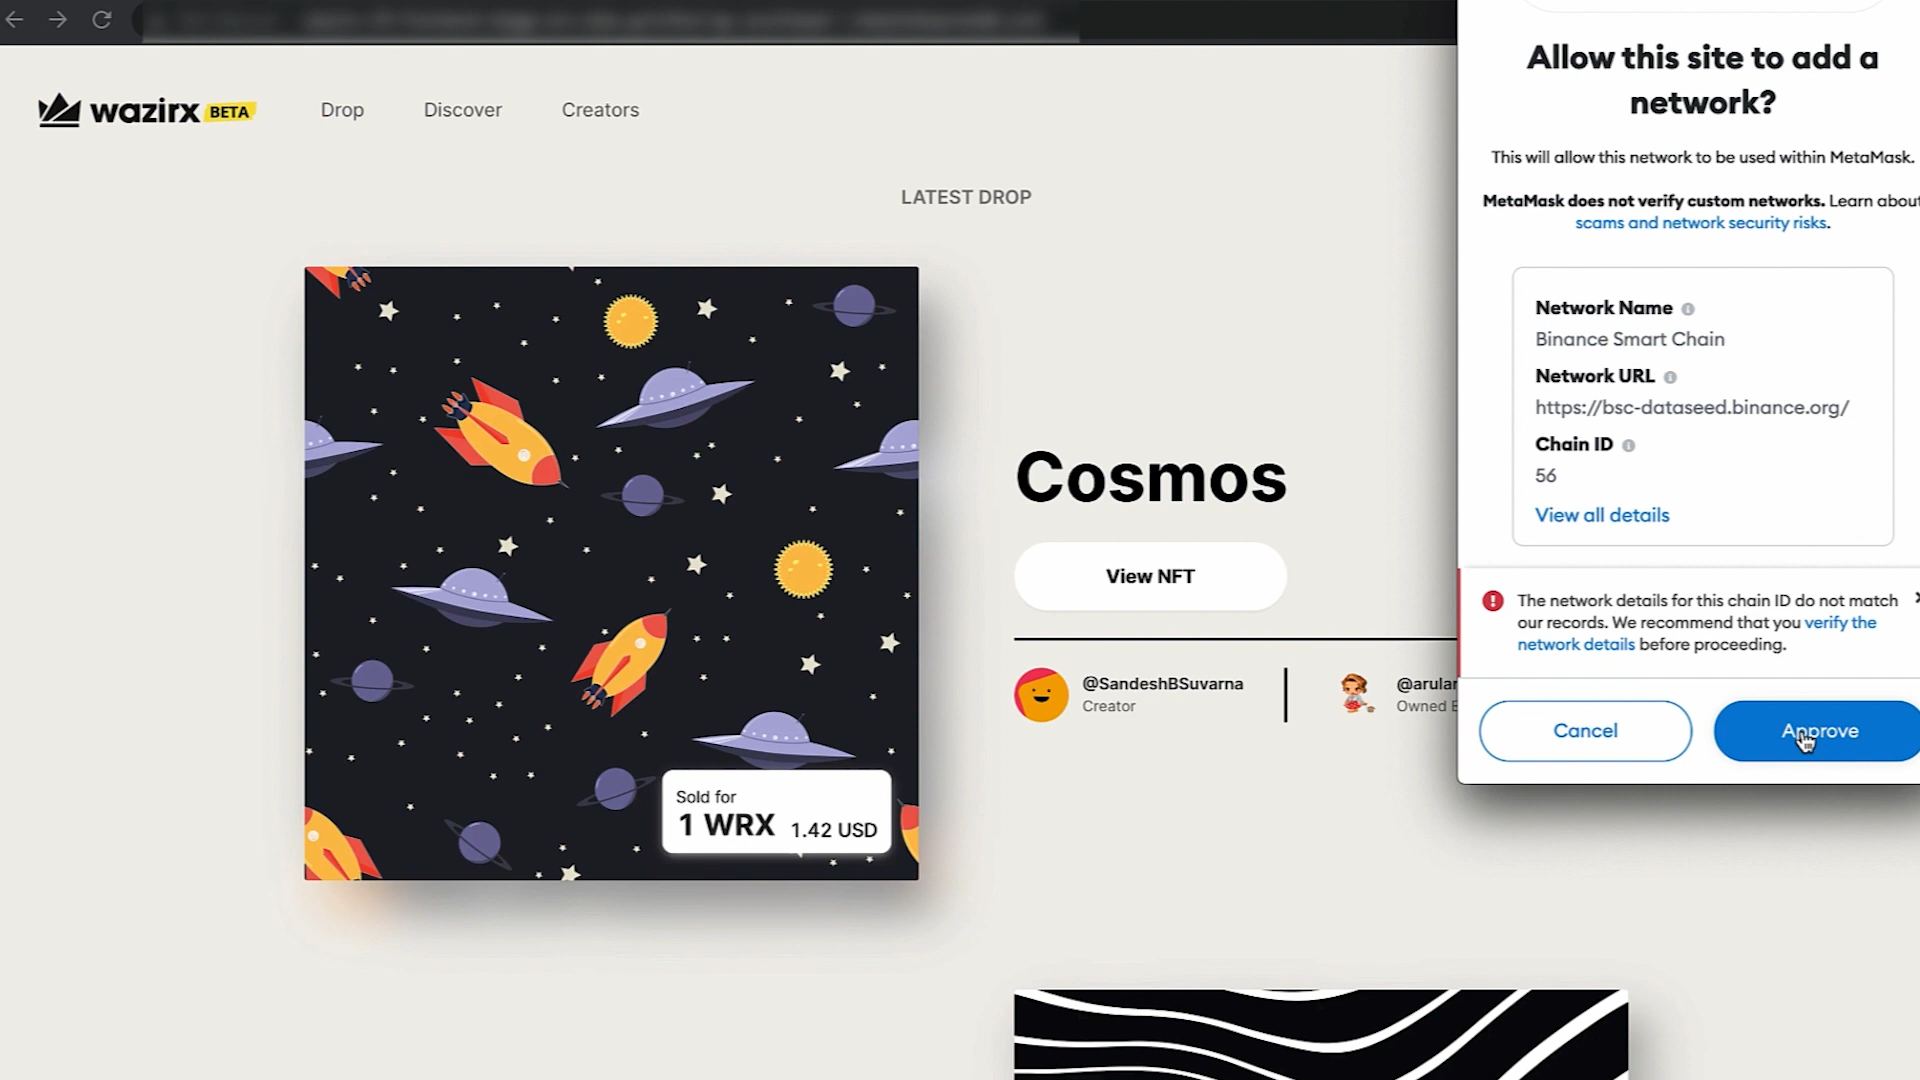 wazirx BETA
Drop
Discover
Creators
LATEST DROP
Sold for
1 WRX 1.42 USD
Cosmos
View NFT
@SandeshBSuvarna
Creator
Owned
Allow this site to add a
network?
This will allow this network to be used within MetaMask.
MetaMask does not verify custom networks. Learn about
scams and network security risks.
Network Name
Binance Smart Chain
Network URL
https://bsc-dataseed.binance.org/
Chain ID
56
View all details
The network details for this chain ID do not match
our records. We recommend that you verify the
network details before proceeding.
Cancel
Approve